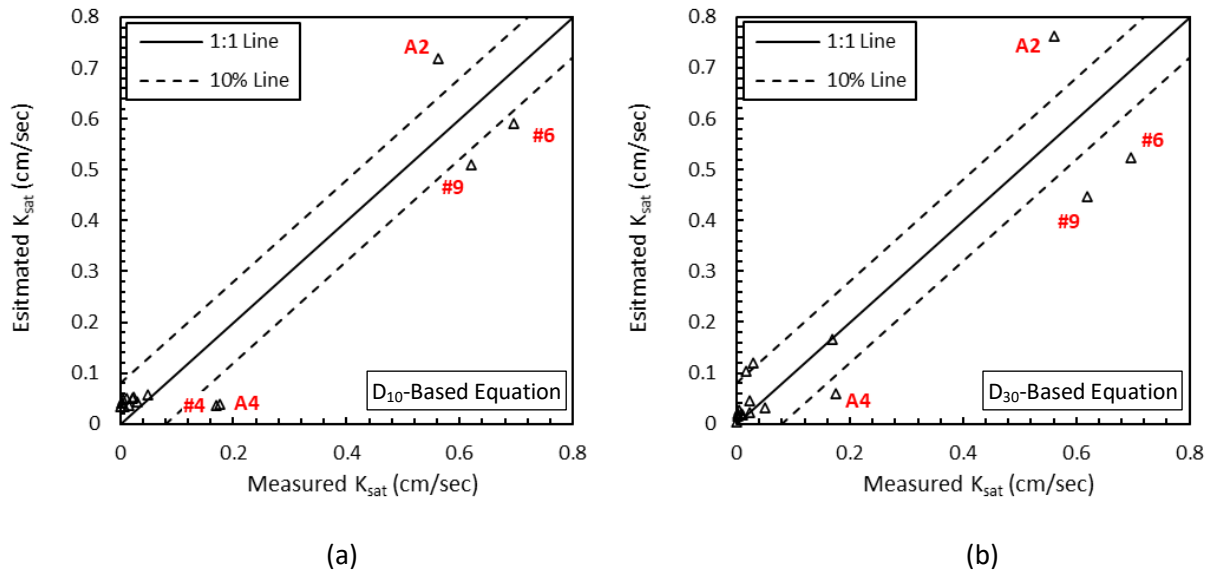 0.8
0.7
0.6
0.5
0.4
0.3
0.2
0.1
0
Esitmated Ksat (cm/sec)
1:1 Line
10% Line
A2
#6
#9
#4
A4
D10-Based Equation
0
0.2
0.4
0.6
0.8
Measured Ksat (cm/sec)
(a)
0.8
0.7
0.6
0.5
0.4
0.3
0.2
0.1
0
Esitmated Ksat (cm/sec)
1:1 Line
10% Line
A2
#6
#9
A4
D30-Based Equation
0
0.2
0.4
0.6
0.8
Measured Ksat (cm/sec)
(b)